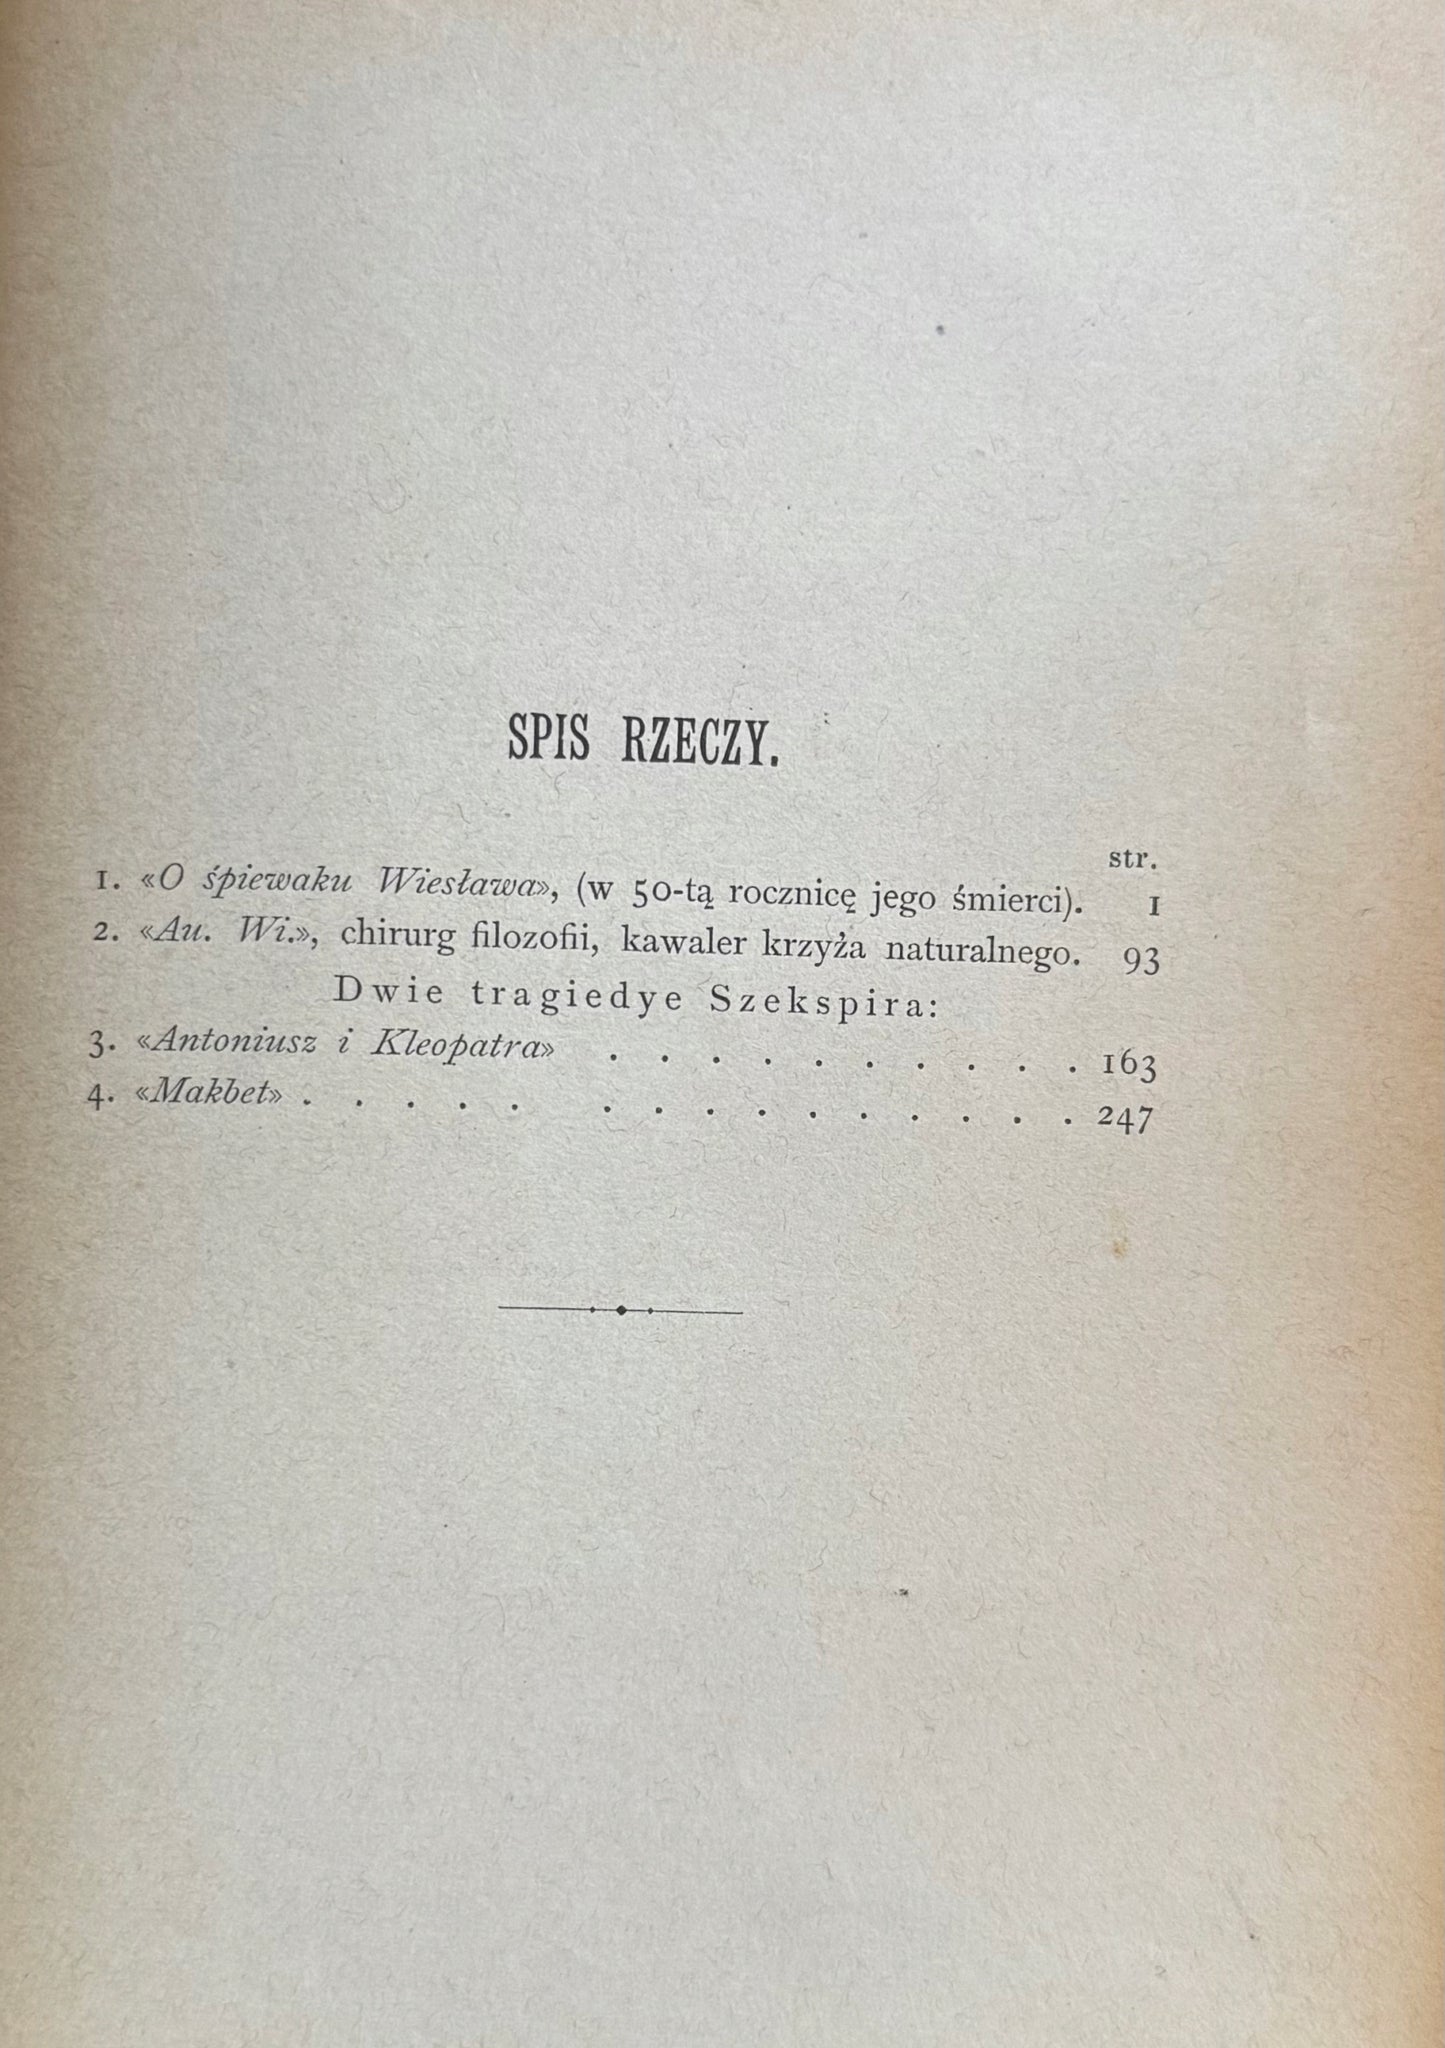 SPIS RZECZY.
str.
1. «O śpiewaku Wiesława», (w 50-tą rocznicę jego śmierci). 1
2. «Au. Wi.», chirurg filozofii, kawaler krzyża naturalnego. 93
Dwie tragiedye Szekspira:
3. «Antoniusz i Kleopatra» . . . . . . . . . . 163
4. «Makbet» . . . . . . . . . . . . . . . 247